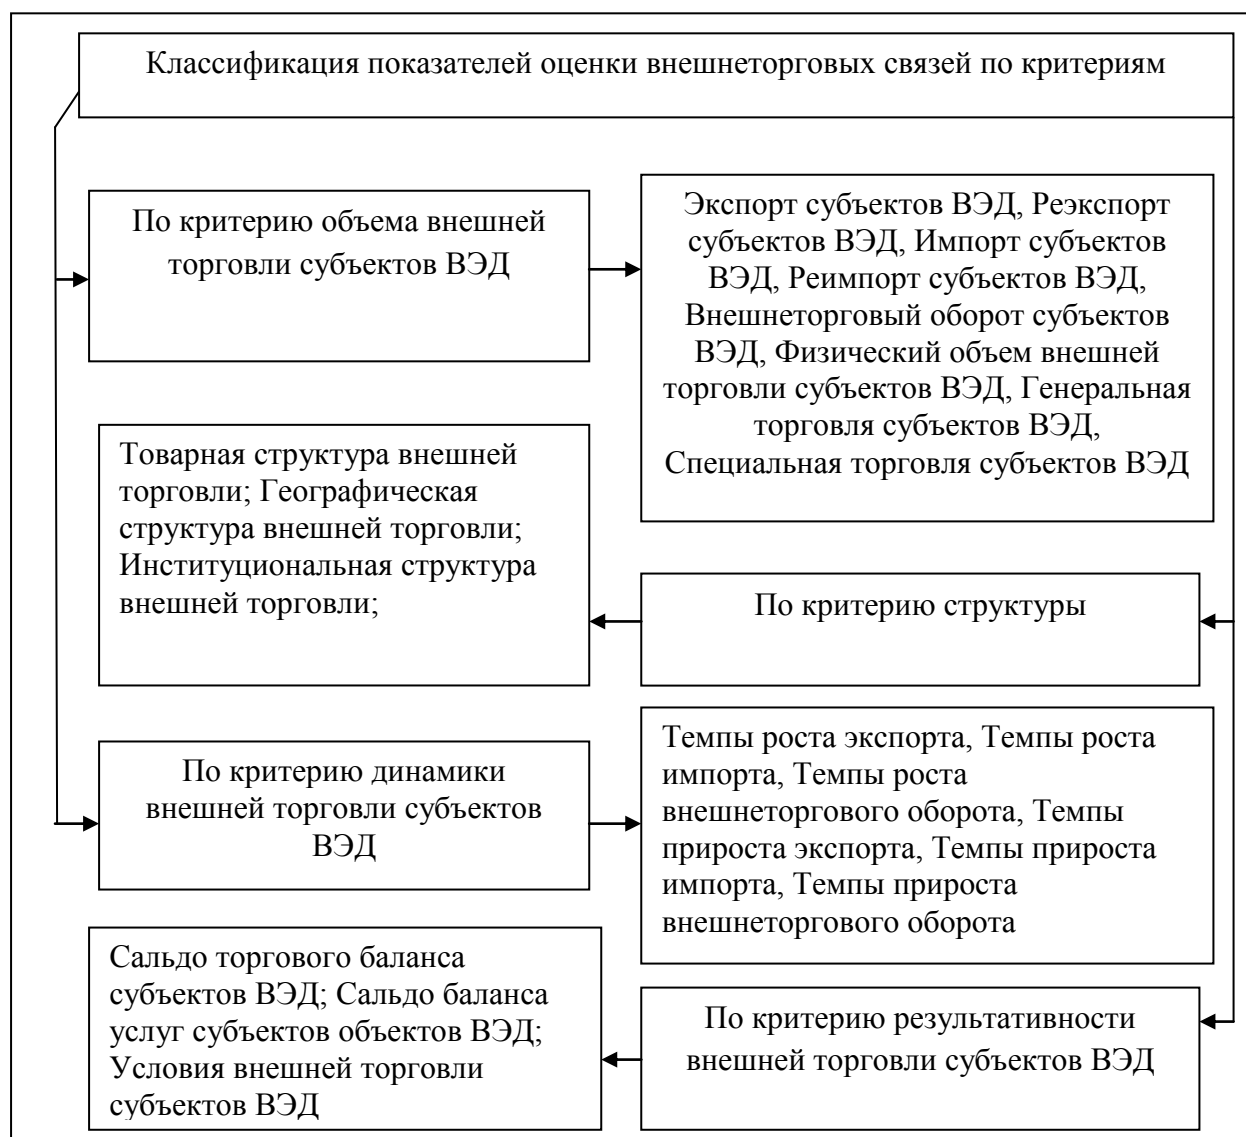 Классификация показателей оценки внешнеторговых связей по критериям
По критерию объема внешней
торговли субъектов ВЭД
Экспорт субъектов ВЭД, Реэкспорт
субъектов ВЭД, Импорт субъектов
ВЭД, Реимпорт субъектов ВЭД,
Внешнеторговый оборот субъектов
ВЭД, Физический объем внешней
торговли субъектов ВЭД, Генеральная
торговля субъектов ВЭД,
Специальная торговля субъектов ВЭД
Товарная структура внешней
торговли; Географическая
структура внешней торговли;
Институциональная структура
внешней торговли;
По критерию структуры
По критерию динамики
внешней торговли субъектов
ВЭД
Темпы роста экспорта, Темпы роста
импорта, Темпы роста
внешнеторгового оборота, Темпы
прироста экспорта, Темпы прироста
импорта, Темпы прироста
внешнеторгового оборота
Сальдо торгового баланса
субъектов ВЭД; Сальдо баланса
услуг субъектов объектов ВЭД;
Условия внешней торговли
субъектов ВЭД
По критерию результативности
внешней торговли субъектов ВЭД